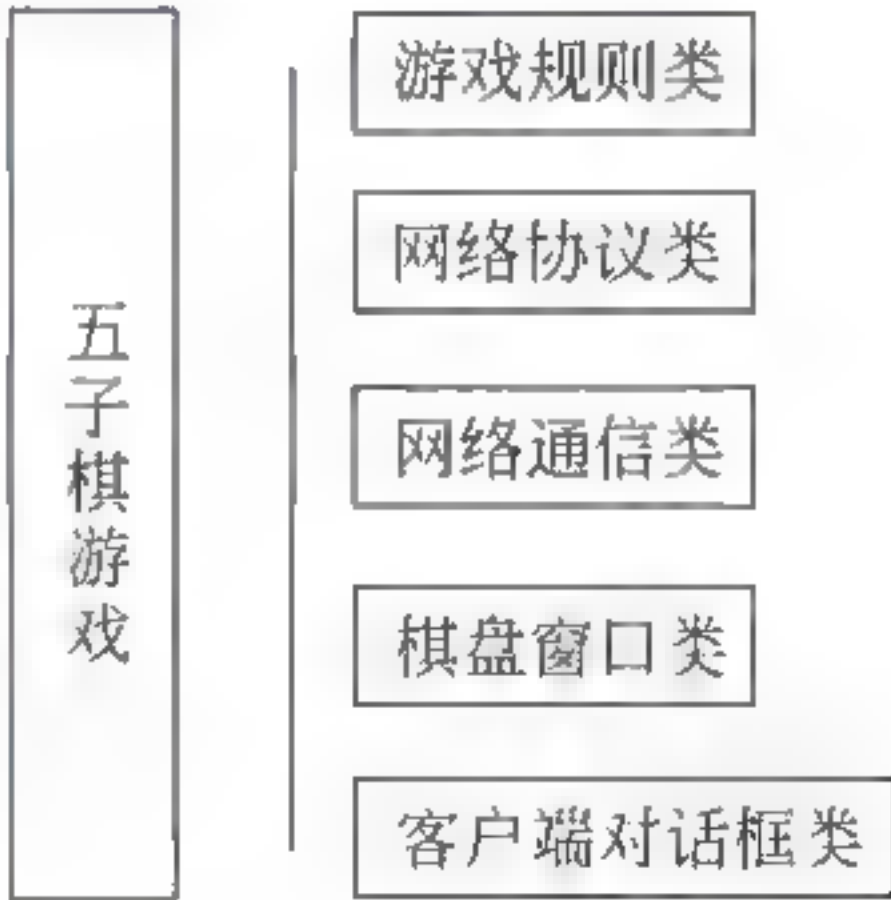 五子棋游戏
游戏规则类
网络协议类
网络通信类
棋盘窗口类
客户端对话框类